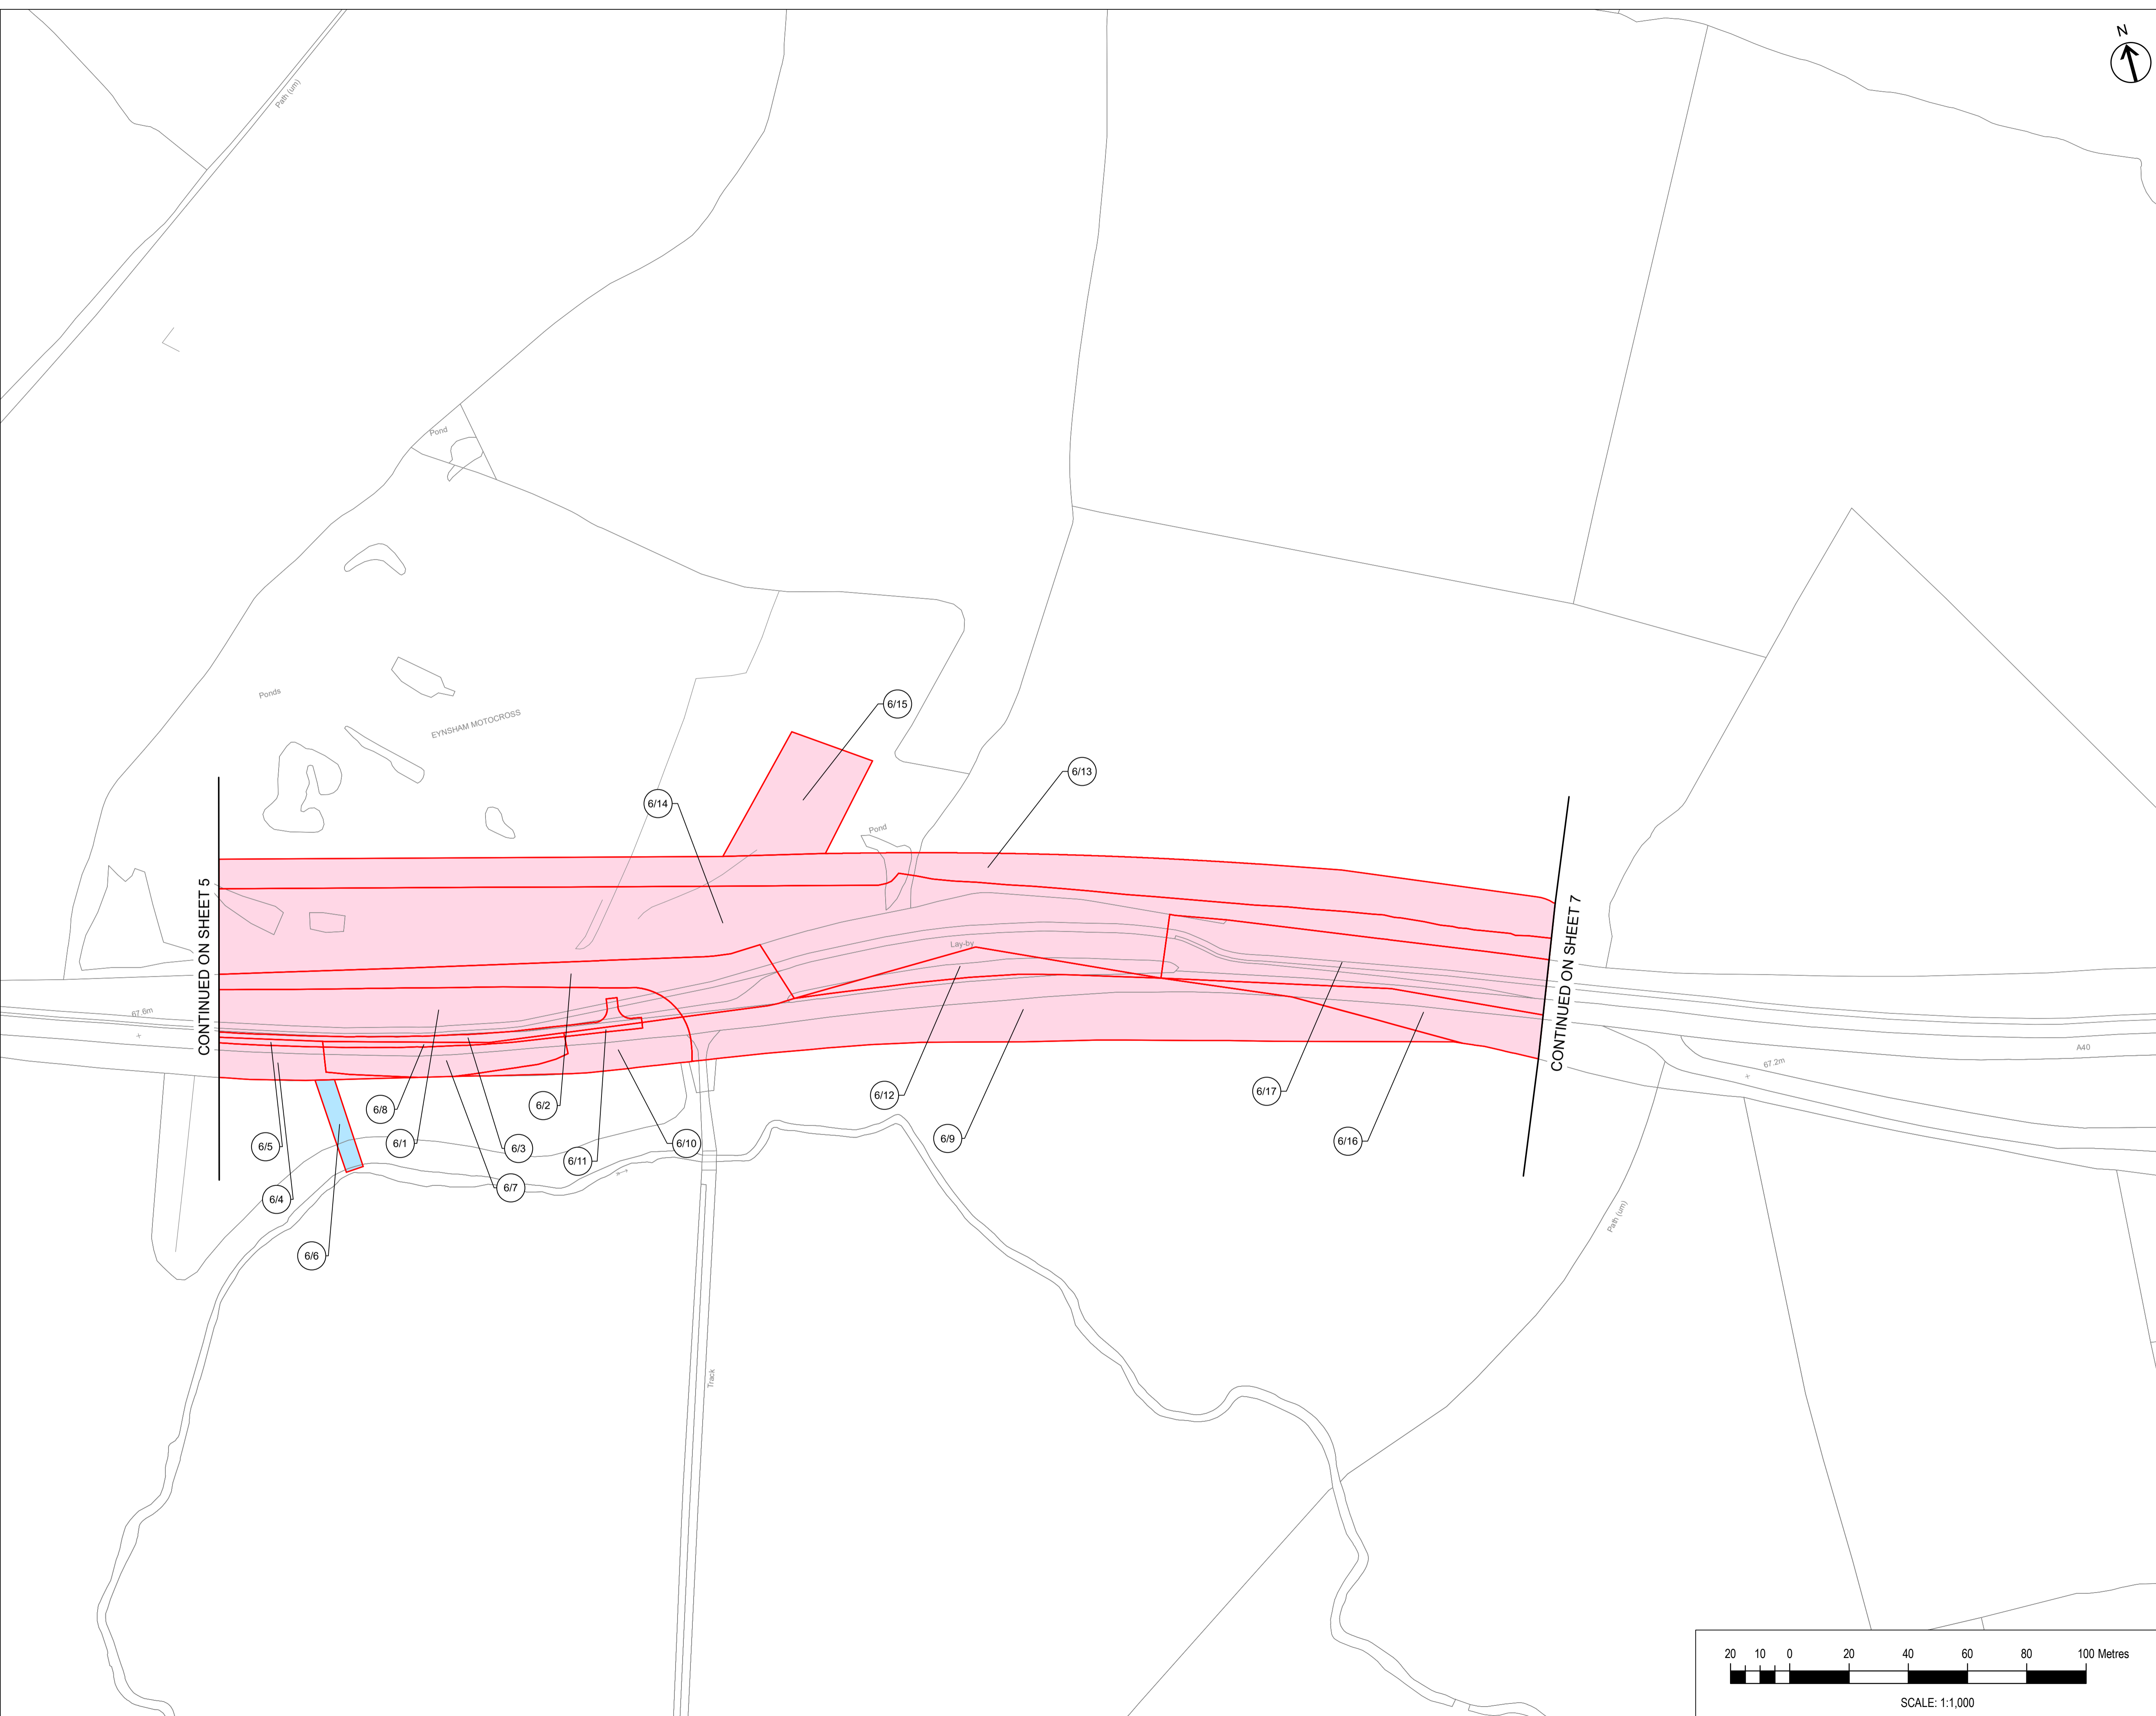 N
Path (um)
Pond
Ponds
EYNSHAM MOTOCROSS
6/15
6/13
6/14
Pond
CONTINUED ON SHEET 5
CONTINUED ON SHEET 7
Lay-by
67.6m
A40
67.2m
6/12
6/17
6/8
6/2
6/5
6/1
6/3
6/11
6/10
6/9
6/16
6/4
6/7
6/6
Path (um)
Track
20 10 0 20 40 60 80 100 Metres
SCALE: 1:1,000